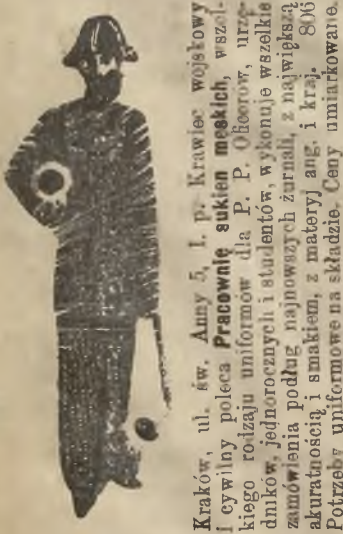 Kraków, ul. św. Anny 5, I. p. Krawiec wojskowy
i cywilny poleca Pracownię sukien męskich, wszel-
kiego rodzaju uniformów dla P. P. Oficerów, urzę-
dników, jednorocznych i studentów, wykonuje wszelkie
zamówienia podług najnowszych żurnali, z największą
akuratnością i smakiem, z materyj ang. i kraj. 806
Potrzeby uniformowe na składzie. Ceny umiarkowane.